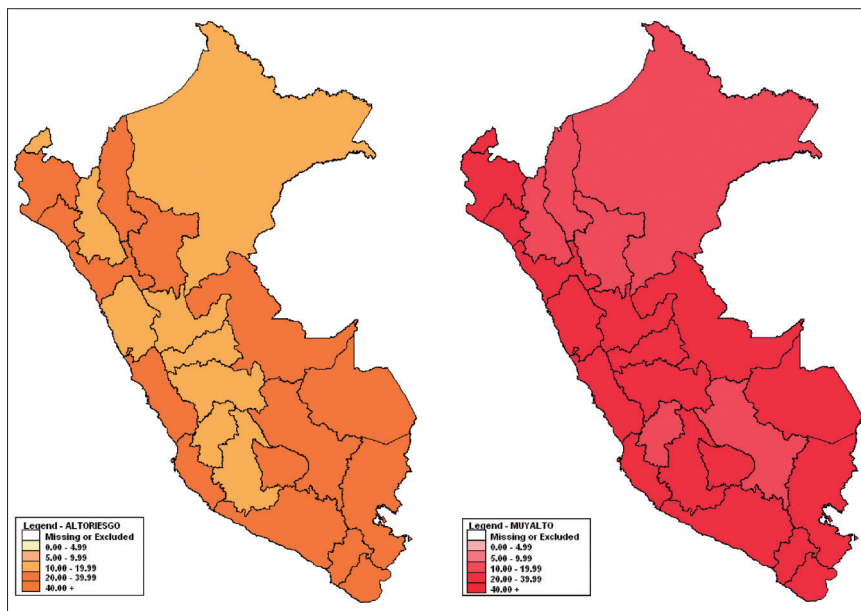 Legend - ALTORIESGO
Missing or Excluded
0.00 - 4.99
5.00 - 9.99
10.00 - 19.99
20.00 - 39.99
40.00 +
Legend - MUYALTO
Missing or Excluded
0.00 - 4.99
5.00 - 9.99
10.00 - 19.99
20.00 - 39.99
40.00 +